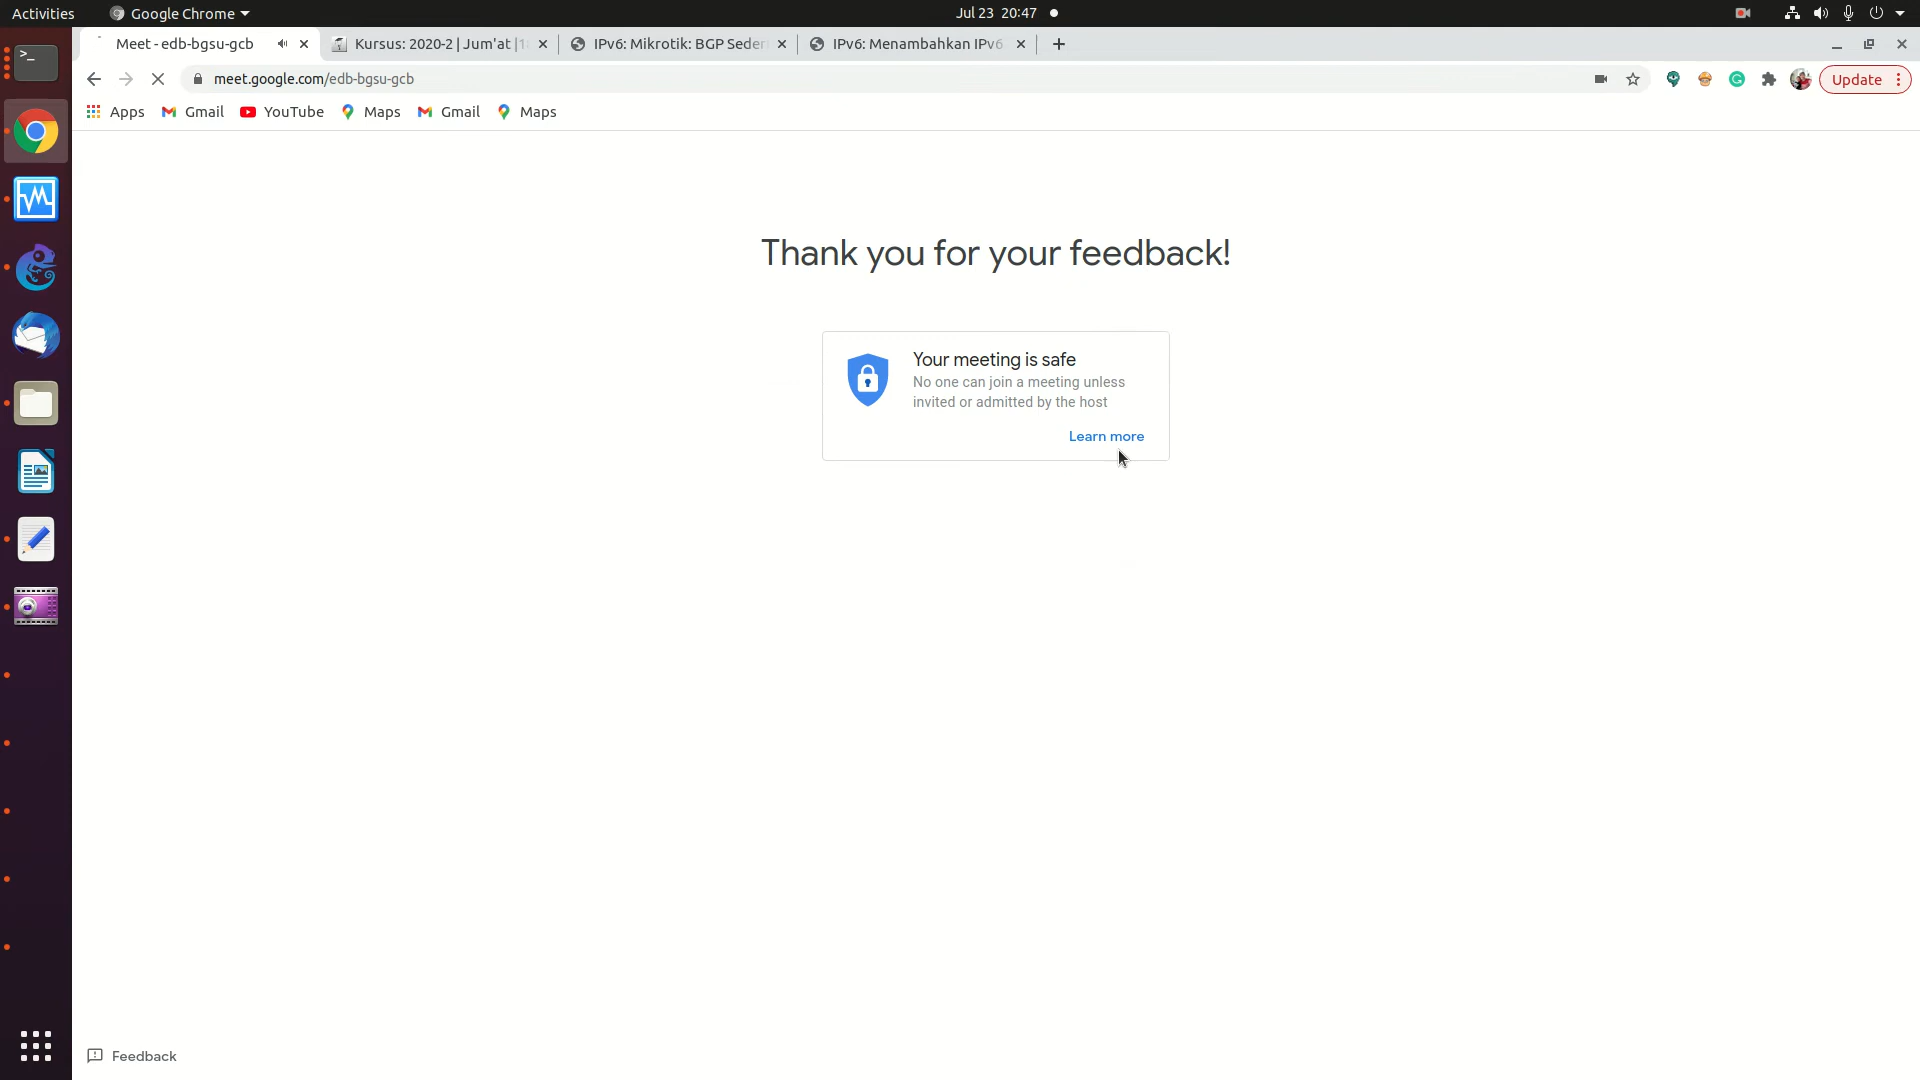 Activities
Google Chrome
Jul 23 20:47
Meet - edb-bgsu-gcb
Kursus: 2020-2 | Jum'at |1
IPv6: Mikrotik: BGP Seder
IPv6: Menambahkan IPv6
meet.google.com/edb-bgsu-gcb
Update
Apps
Gmail
YouTube
Maps
Gmail
Maps
Thank you for your feedback!
Your meeting is safe
No one can join a meeting unless
invited or admitted by the host
Learn more
Feedback